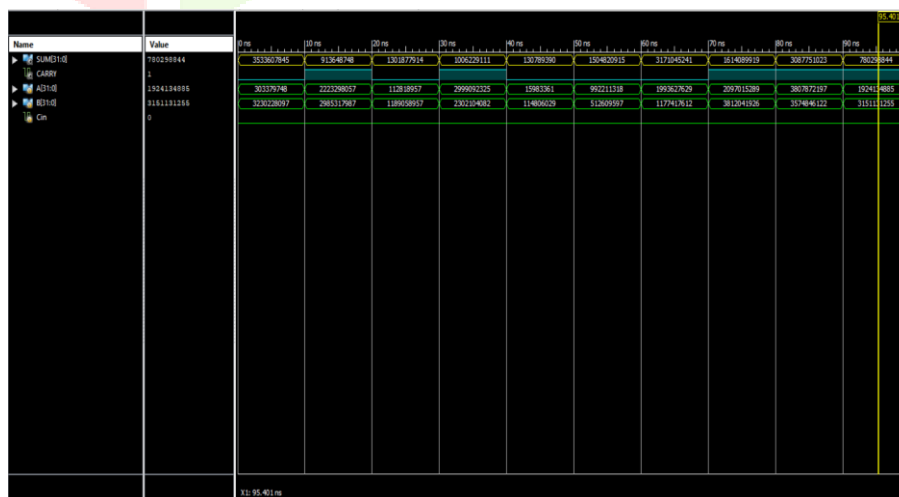 95.401
Name Value 0 ns 10 ns 20 ns 30 ns 40 ns 50 ns 60 ns 70 ns 80 ns 90 ns
SUM[31:0] 780298844 3533607845 913648748 1301877914 1006229111 130789390 1504820915 3171045241 1614089919 3087751023 780298844
CARRY 1
A[31:0] 1924134885 303379748 2223298057 112818957 2999092325 15983361 992211318 1993627629 2097015289 3807872197 1924134885
B[31:0] 3151131255 3230228097 2985317987 1189058957 2302104082 114806029 512609597 1177417612 3812041926 3574846122 3151131255
Cin 0
X1: 95.401 ns